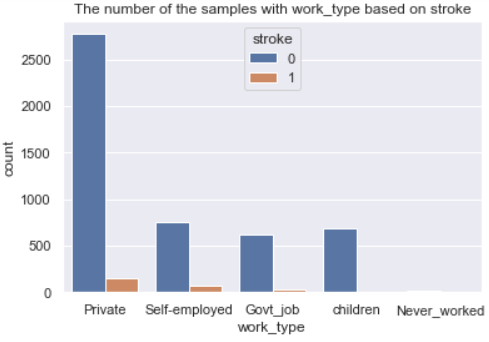 The number of the samples with work_type based on stroke
stroke
0
1
2500
2000
1500
1000
500
0
count
Private Self-employed Govt_job children Never_worked
work_type